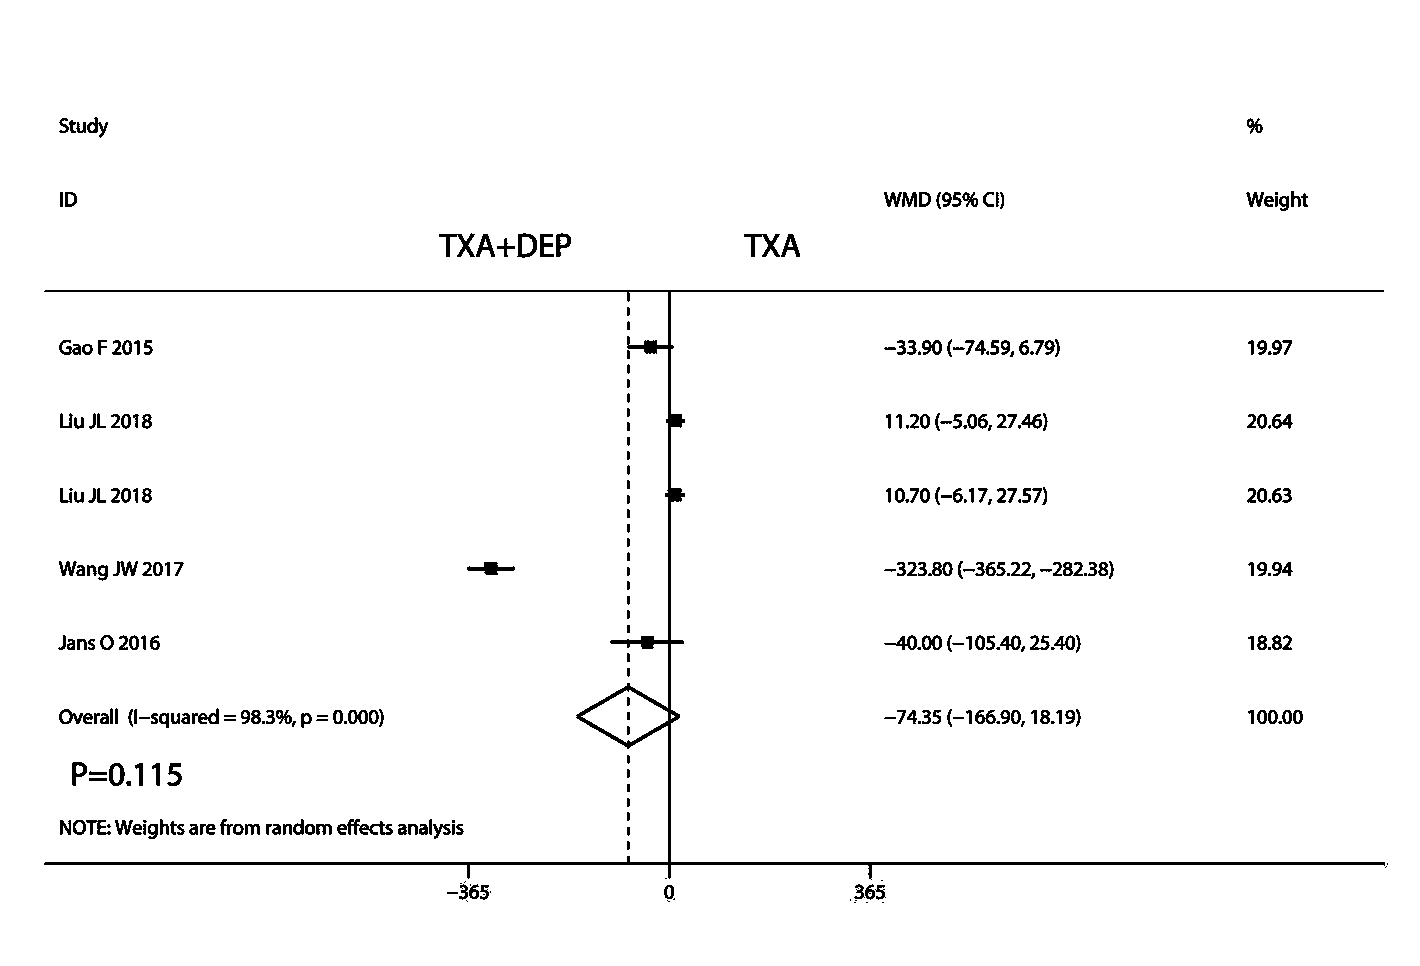 Study %
ID WMD (95% CI) Weight
TXA+DEP TXA
Gao F 2015 −33.90 (−74.59, 6.79) 19.97
Liu JL 2018 11.20 (−5.06, 27.46) 20.64
Liu JL 2018 10.70 (−6.17, 27.57) 20.63
Wang JW 2017 −323.80 (−365.22, −282.38) 19.94
Jans O 2016 −40.00 (−105.40, 25.40) 18.82
Overall (I−squared = 98.3%, p = 0.000) −74.35 (−166.90, 18.19) 100.00
P=0.115
NOTE: Weights are from random effects analysis
−365 0 365